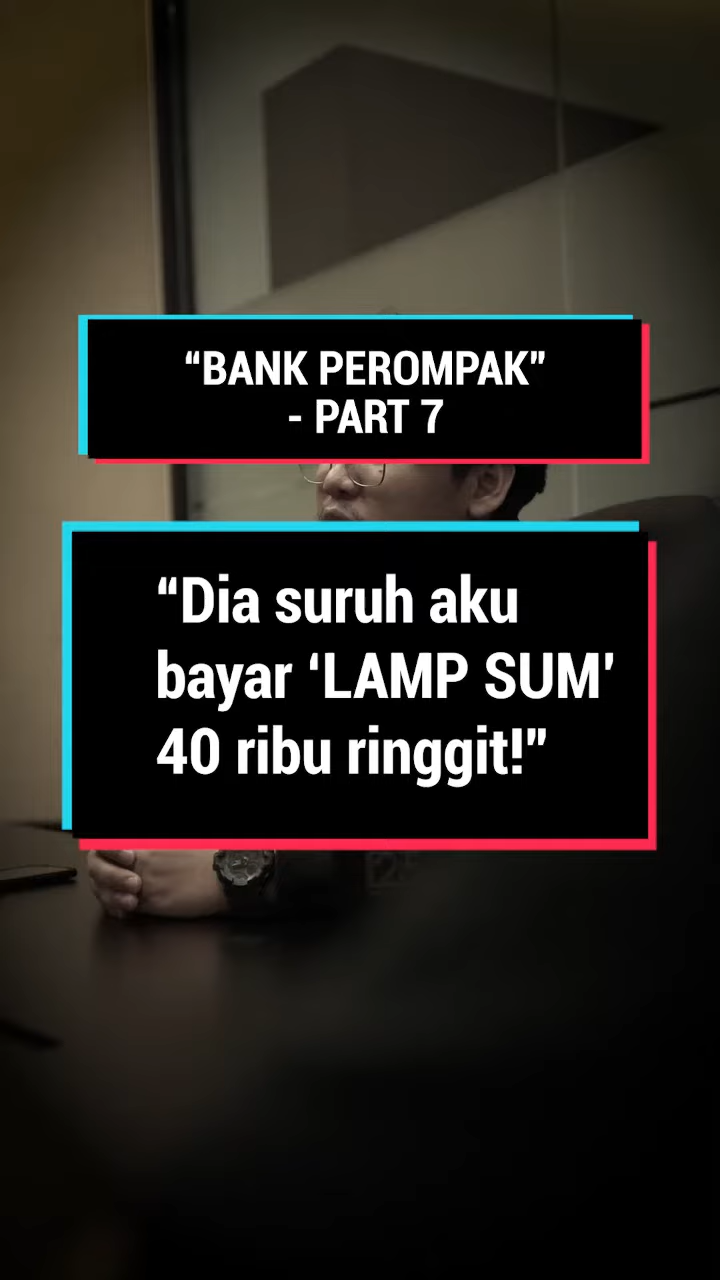 “BANK PEROMPAK”
- PART 7
“Dia suruh aku
bayar ‘LAMP SUM’
40 ribu ringgit!”